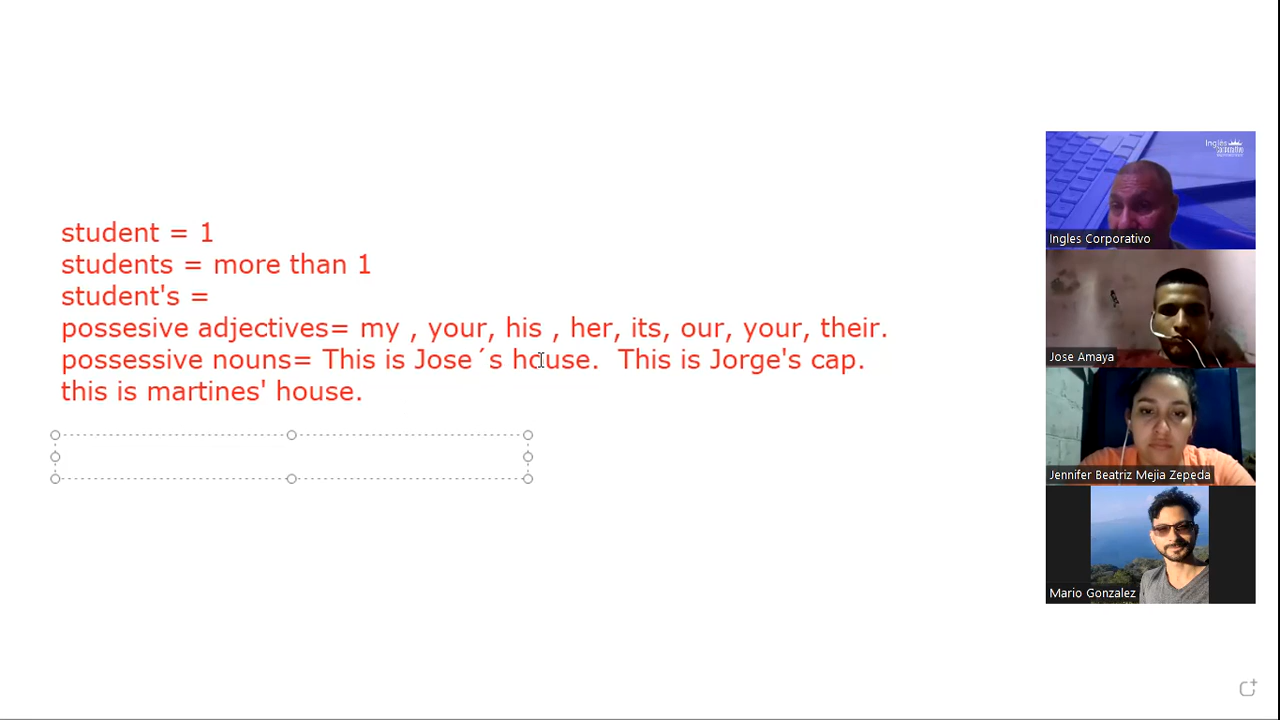 student = 1
students = more than 1
student's =
possesive adjectives= my , your, his , her, its, our, your, their.
possessive nouns= This is Jose´s house.  This is Jorge's cap.
this is martines' house.
Ingles Corporativo
Ingles Corporativo
Jose Amaya
Jennifer Beatriz Mejia Zepeda
Mario Gonzalez